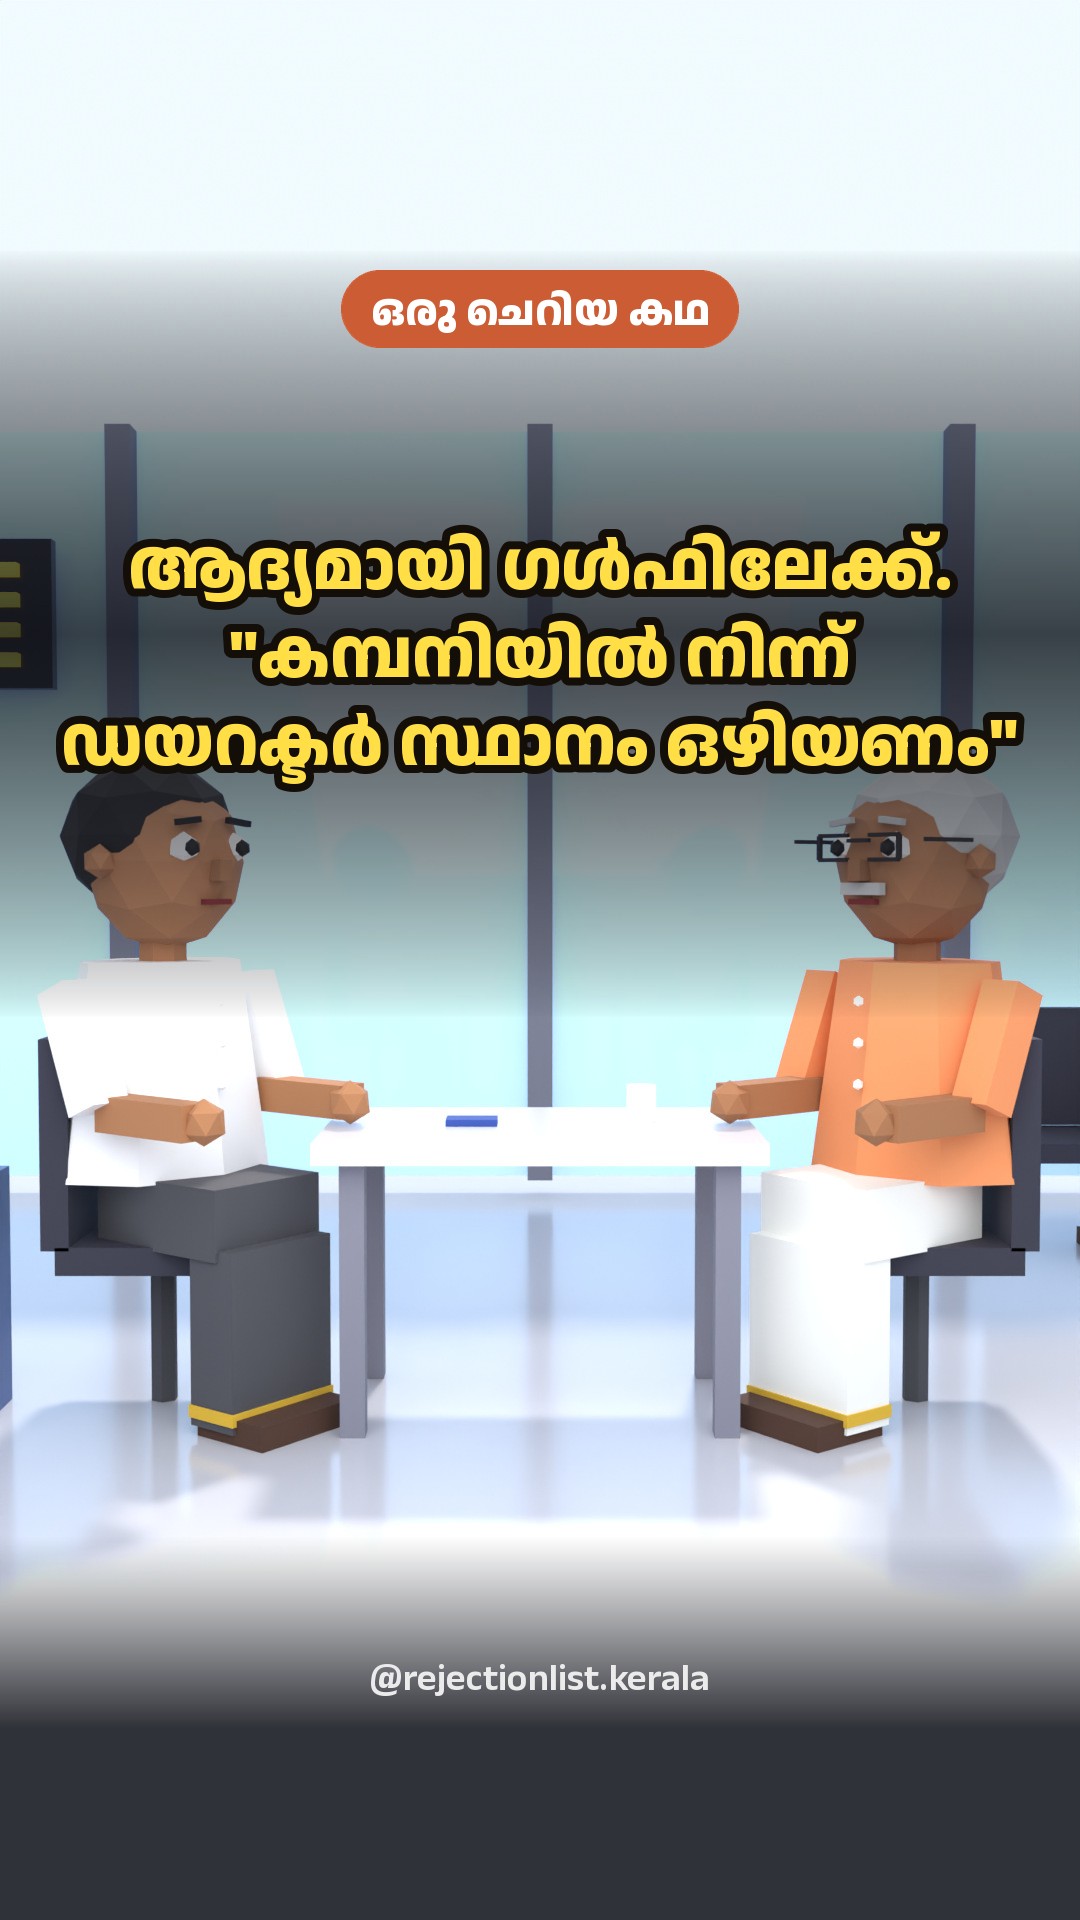 ഒരു ചെറിയ കഥ
ആദ്യമായി ഗൾഫിലേക്ക്.
"കമ്പനിയിൽ നിന്ന്
ഡയറക്ടർ സ്ഥാനം ഒഴിയണം"
@rejectionlist.kerala